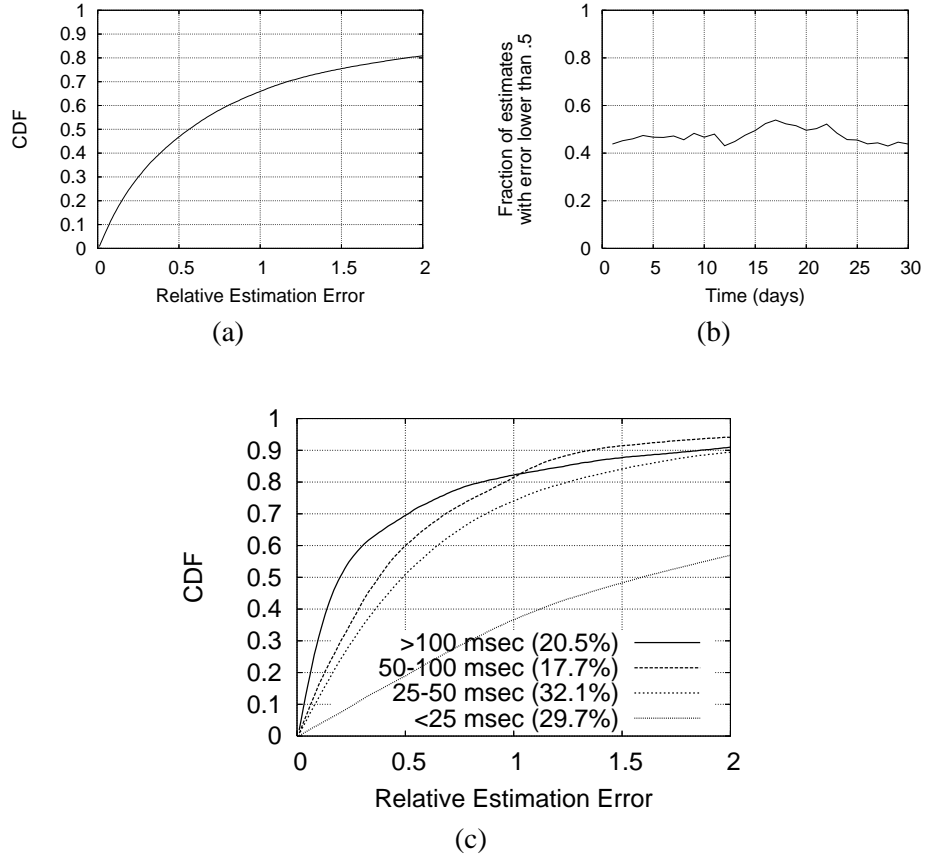 1
0.9
0.8
0.7
0.6
0.5
0.4
0.3
0.2
0.1
0
CDF
0 0.5 1 1.5 2
Relative Estimation Error
(a)
1
0.8
0.6
0.4
0.2
0
Fraction of estimates
with error lower than .5
0 5 10 15 20 25 30
Time (days)
(b)
1
0.9
0.8
0.7
0.6
0.5
0.4
0.3
0.2
0.1
0
CDF
>100 msec (20.5%)
50-100 msec (17.7%)
25-50 msec (32.1%)
<25 msec (29.7%)
0 0.5 1 1.5 2
Relative Estimation Error
(c)